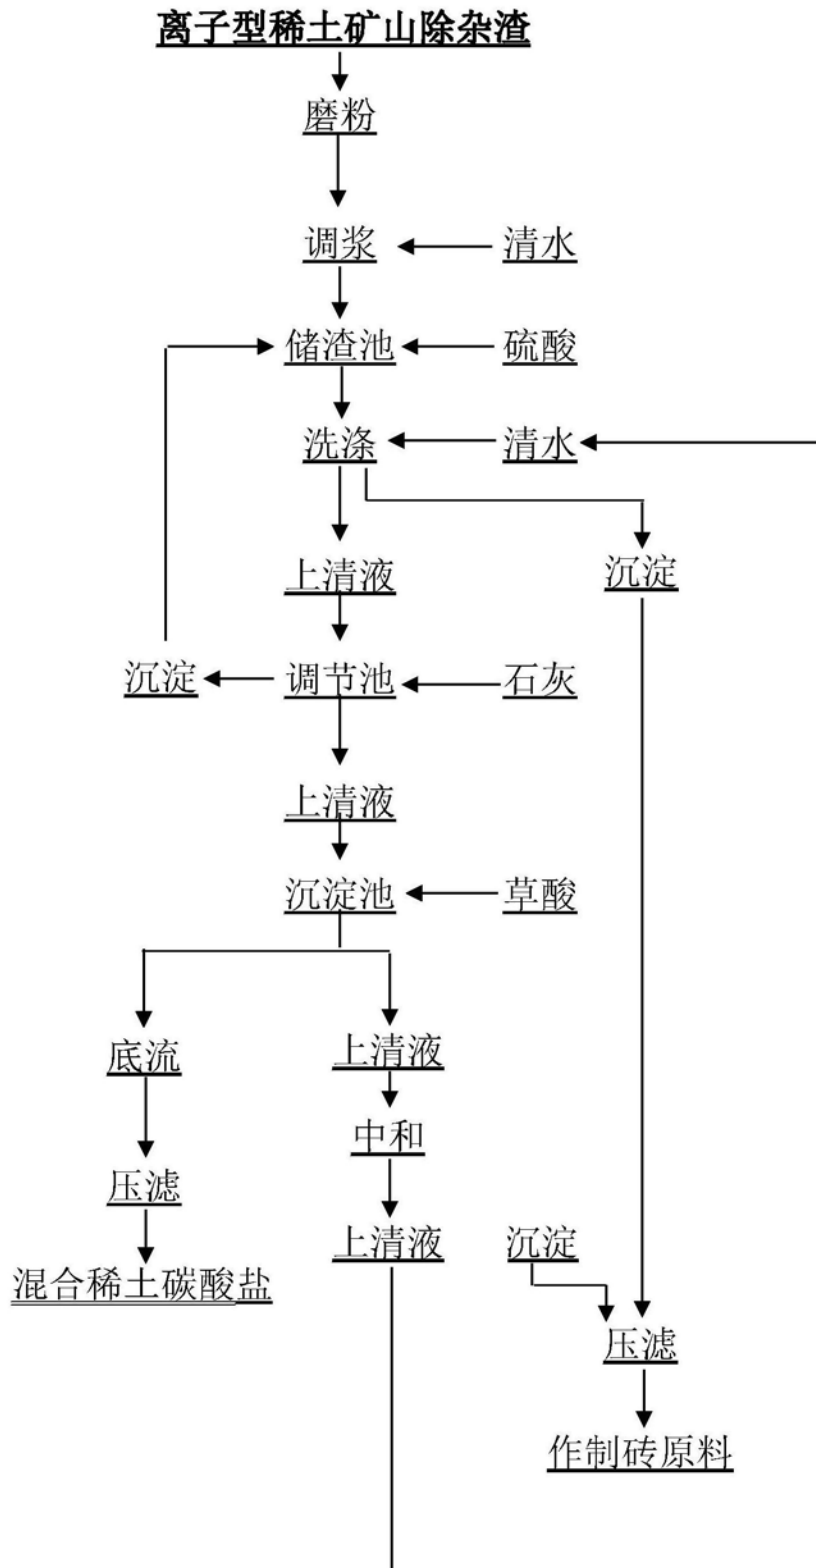 离子型稀土矿山除杂渣
磨粉
调浆 清水
储渣池 硫酸
洗涤 清水
上清液 沉淀
沉淀 调节池 石灰
上清液
沉淀池 草酸
底流 上清液
中和
压滤
上清液 沉淀
混合稀土碳酸盐
压滤
作制砖原料